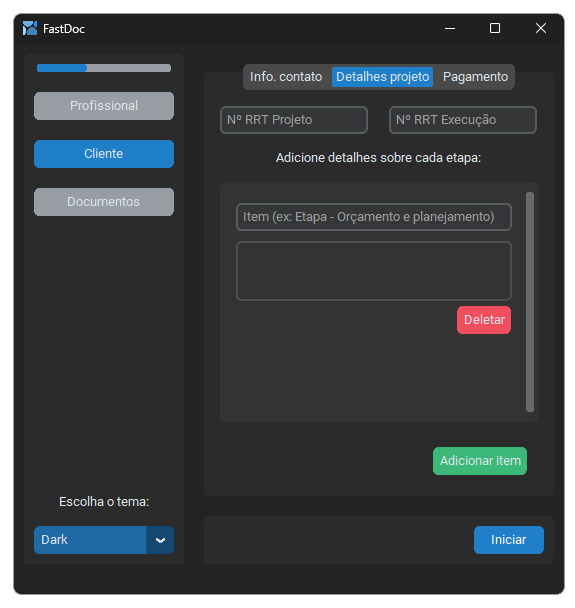 FastDoc
Profissional
Cliente
Documentos
Escolha o tema:
Dark
Info. contato
Detalhes projeto
Pagamento
Nº RRT Projeto
Nº RRT Execução
Adicione detalhes sobre cada etapa:
Item (ex: Etapa - Orçamento e planejamento)
Deletar
Adicionar item
Iniciar